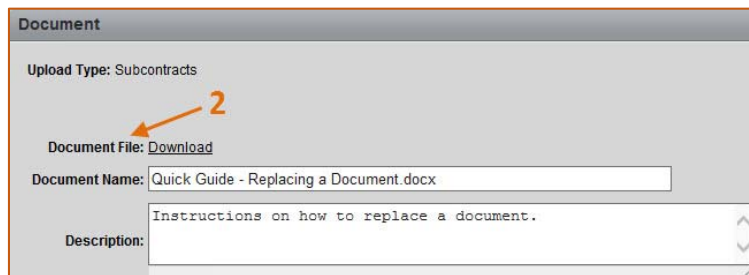 Document
Upload Type: Subcontracts
2
Document File: Download
Document Name: Quick Guide - Replacing a Document.docx
Instructions on how to replace a document.
Description: